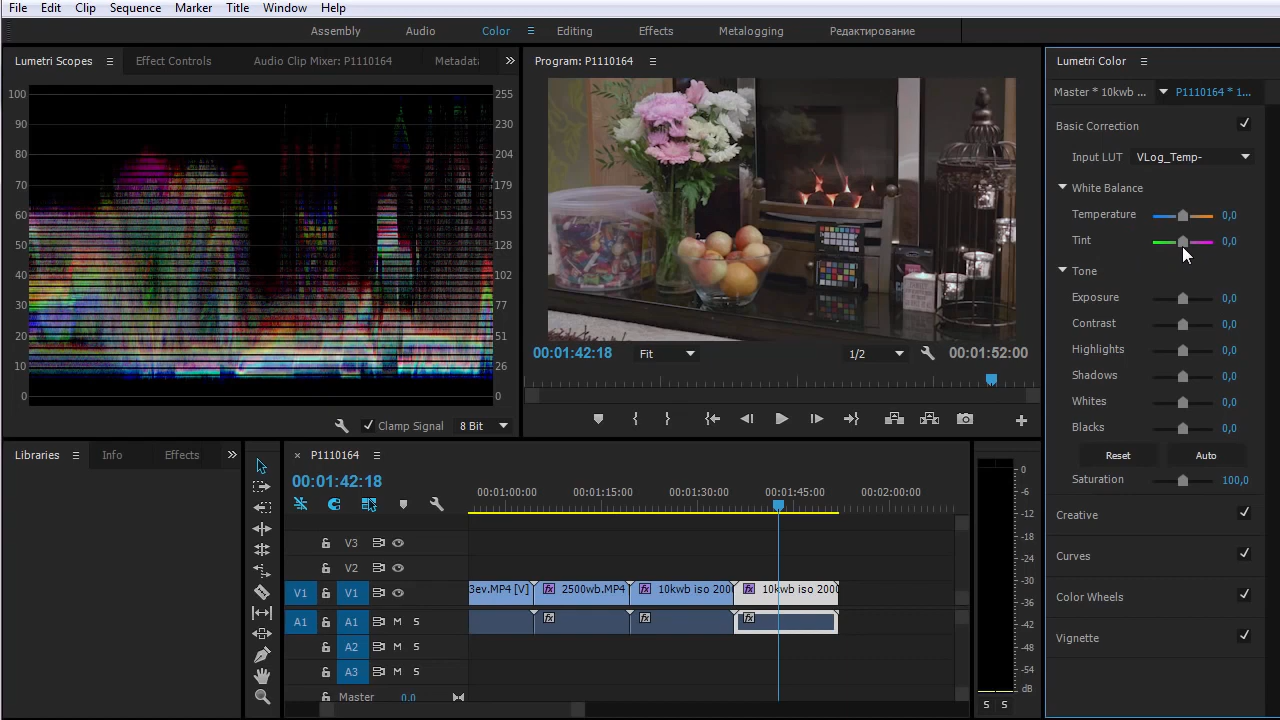 File Edit Clip Sequence Marker Title Window Help
Assembly Audio Color Editing Effects Metalogging Редактирование
Lumetri Scopes Effect Controls Audio Clip Mixer: P1110164 Metadat
100 255
90 230
80 204
70 179
60 153
50 128
40 102
30 77
20 51
10 26
0 0
Clamp Signal 8 Bit
Program: P1110164
00:01:42:18 Fit 1/2 00:01:52:00
Lumetri Color
Master * 10kwb ... P1110164 * 1...
Basic Correction
Input LUT VLog_Temp-
White Balance
Temperature 0,0
Tint 0,0
Tone
Exposure 0,0
Contrast 0,0
Highlights 0,0
Shadows 0,0
Whites 0,0
Blacks 0,0
Reset Auto
Saturation 100,0
Creative
Curves
Color Wheels
Vignette
Libraries Info Effects
× P1110164
00:01:42:18
00:01:00:00 00:01:15:00 00:01:30:00 00:01:45:00 00:02:00:00
V3
V2
V1 V1 3ev.MP4 [V] fx 2500wb.MP4 fx 10kwb iso 200 fx 10kwb iso 2000
A1 A1 M S fx fx fx
A2 M S
A3 M S
Master 0,0
0
-6
-12
-18
-24
-30
-36
-42
-48
-54
dB
S S